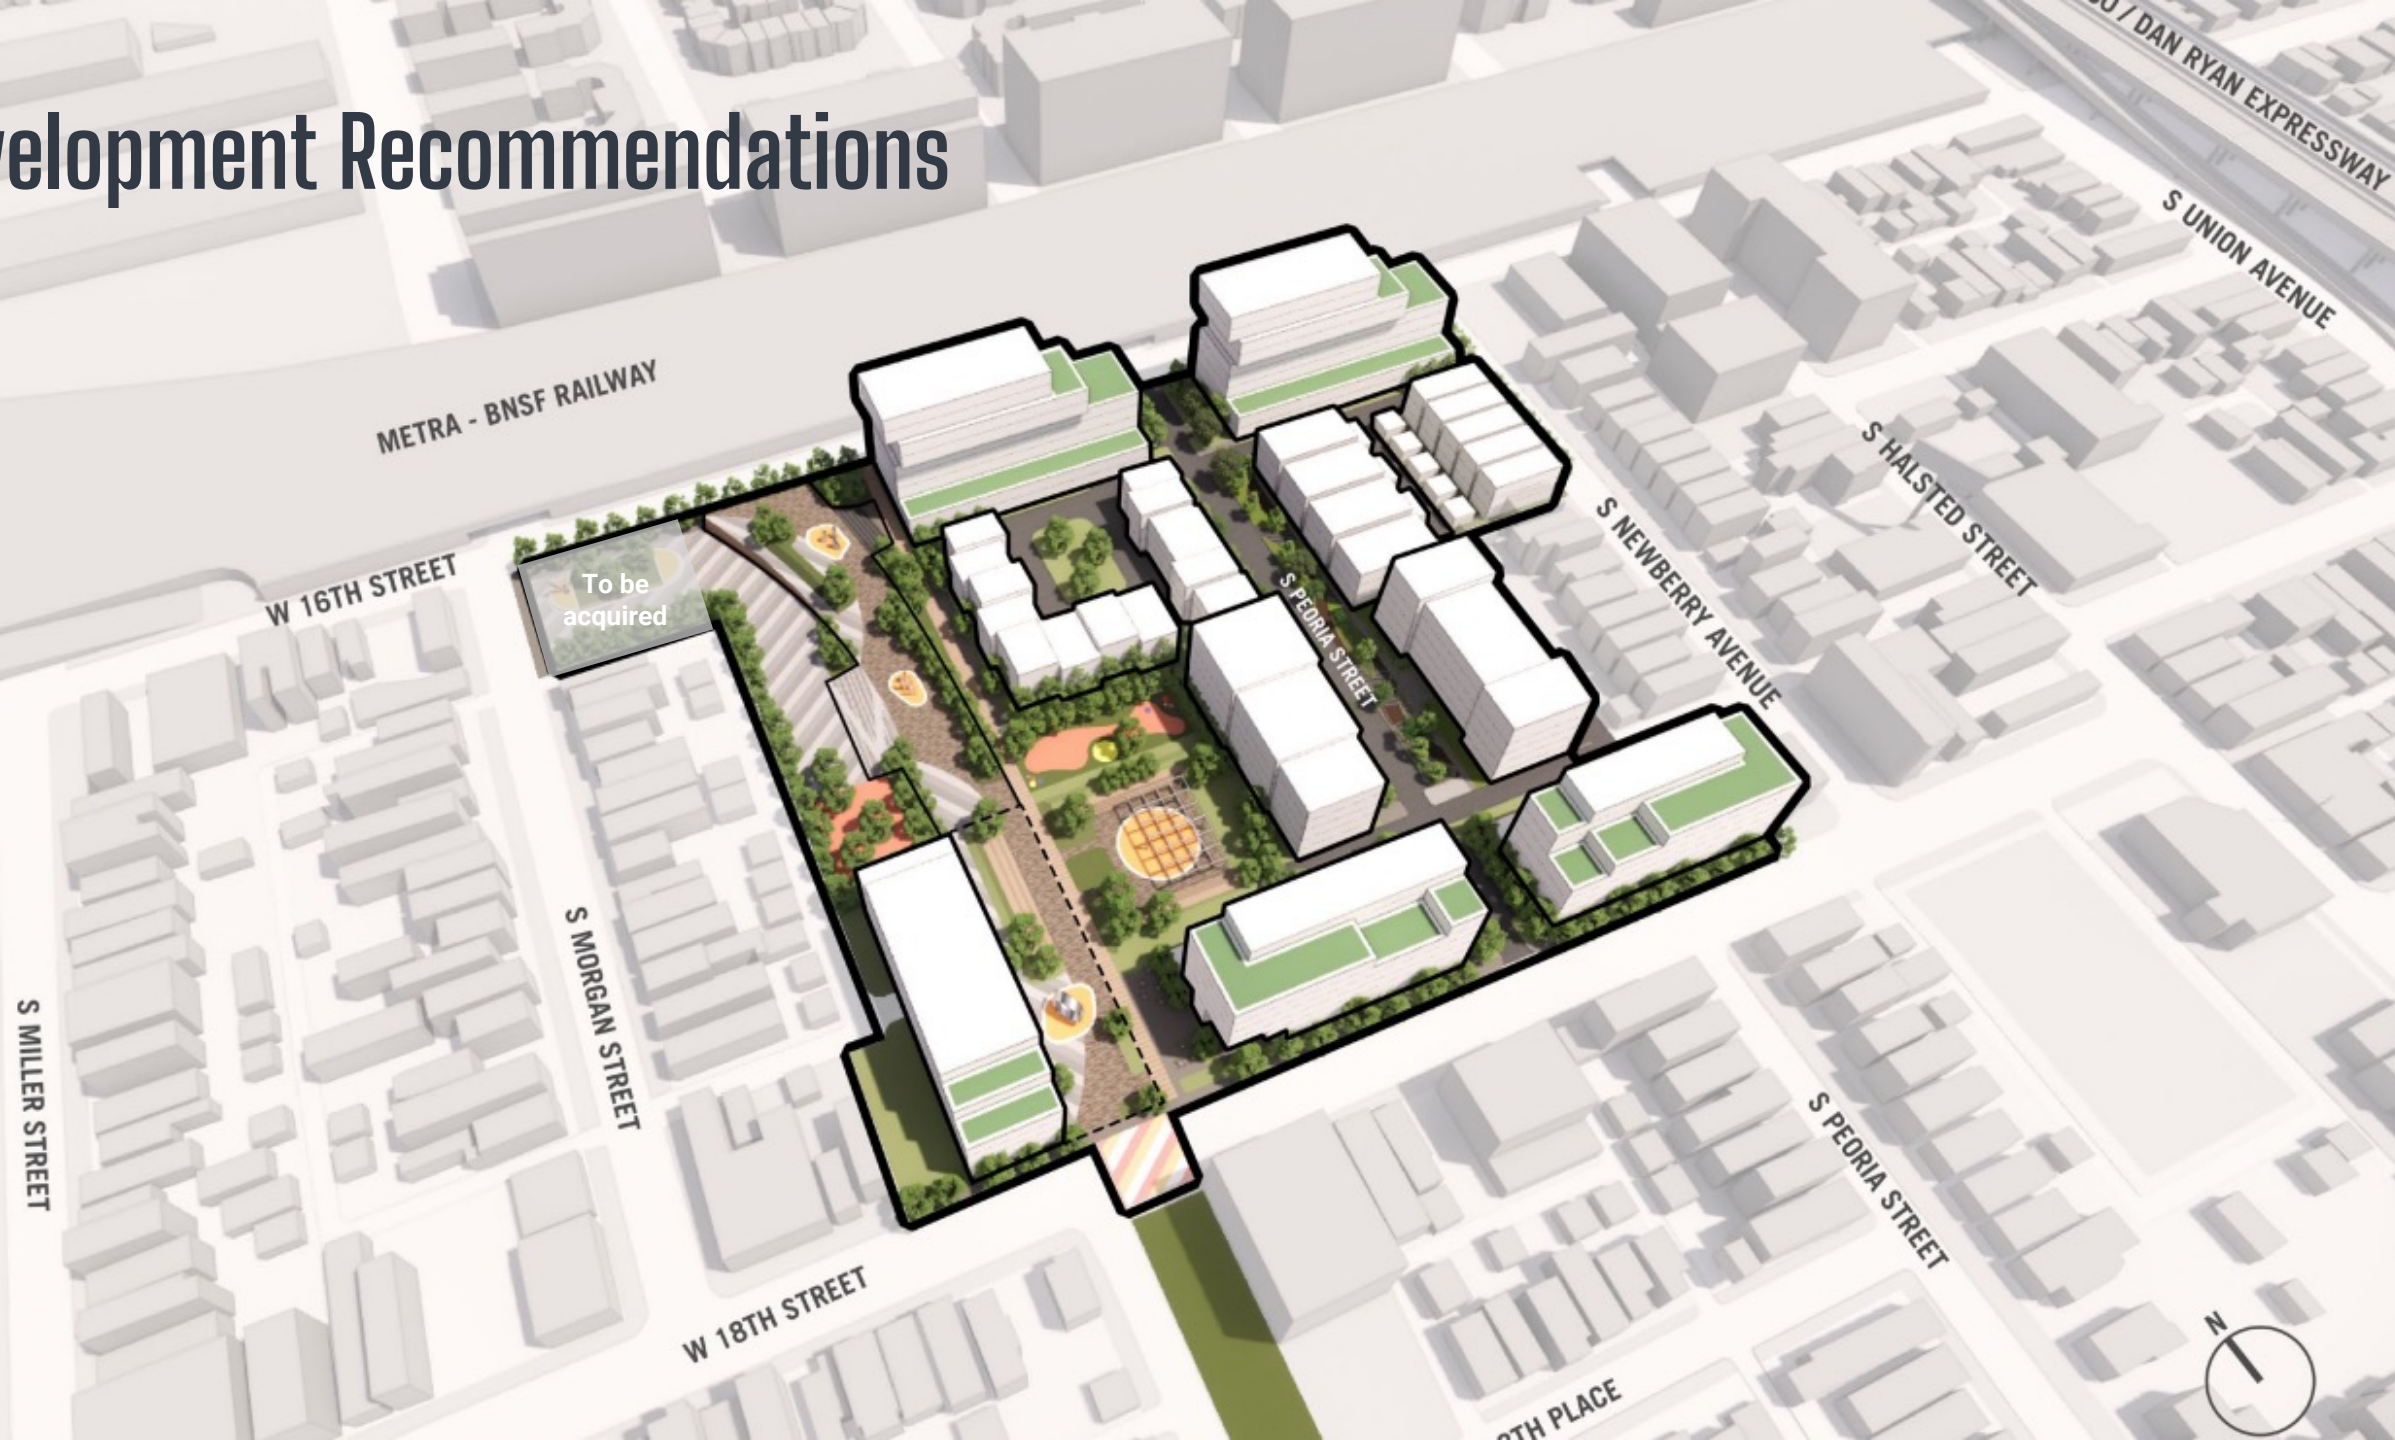 velopment Recommendations
DAN RYAN EXPRESSWAY
S UNION AVENUE
METRA - BNSF RAILWAY
S HALSTED STREET
S NEWBERRY AVENUE
W 16TH STREET
To be
acquired
S PEORIA STREET
S MORGAN STREET
S MILLER STREET
S PEORIA STREET
W 18TH STREET
N
8TH PLACE